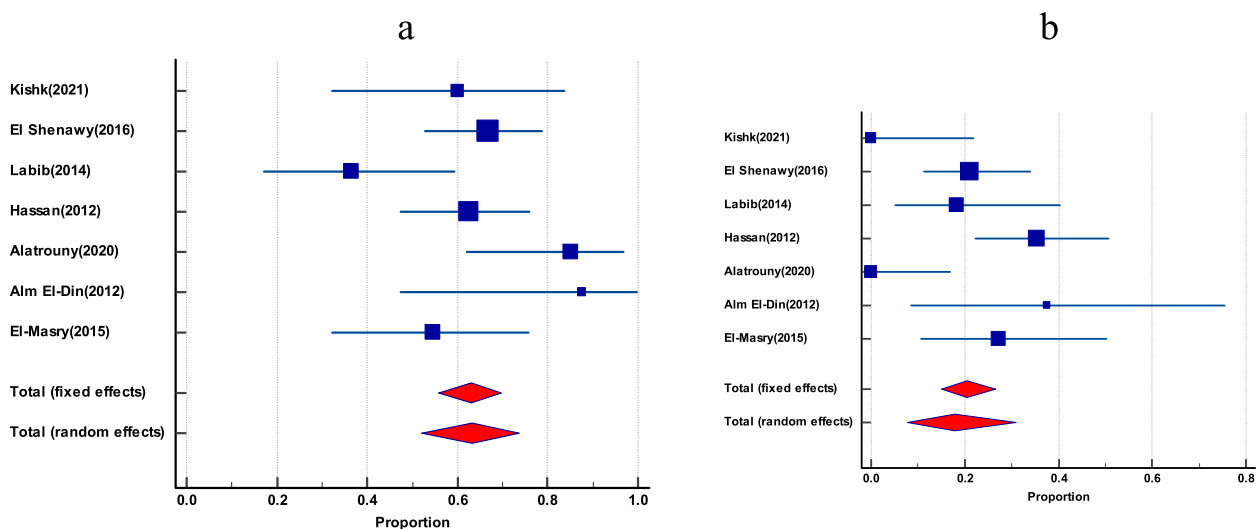 a
Kishk(2021)
El Shenawy(2016)
Labib(2014)
Hassan(2012)
Alatrouny(2020)
Alm El-Din(2012)
El-Masry(2015)
Total (fixed effects)
Total (random effects)
0.0 0.2 0.4 0.6 0.8 1.0
Proportion
b
Kishk(2021)
El Shenawy(2016)
Labib(2014)
Hassan(2012)
Alatrouny(2020)
Alm El-Din(2012)
El-Masry(2015)
Total (fixed effects)
Total (random effects)
0.0 0.2 0.4 0.6 0.8
Proportion